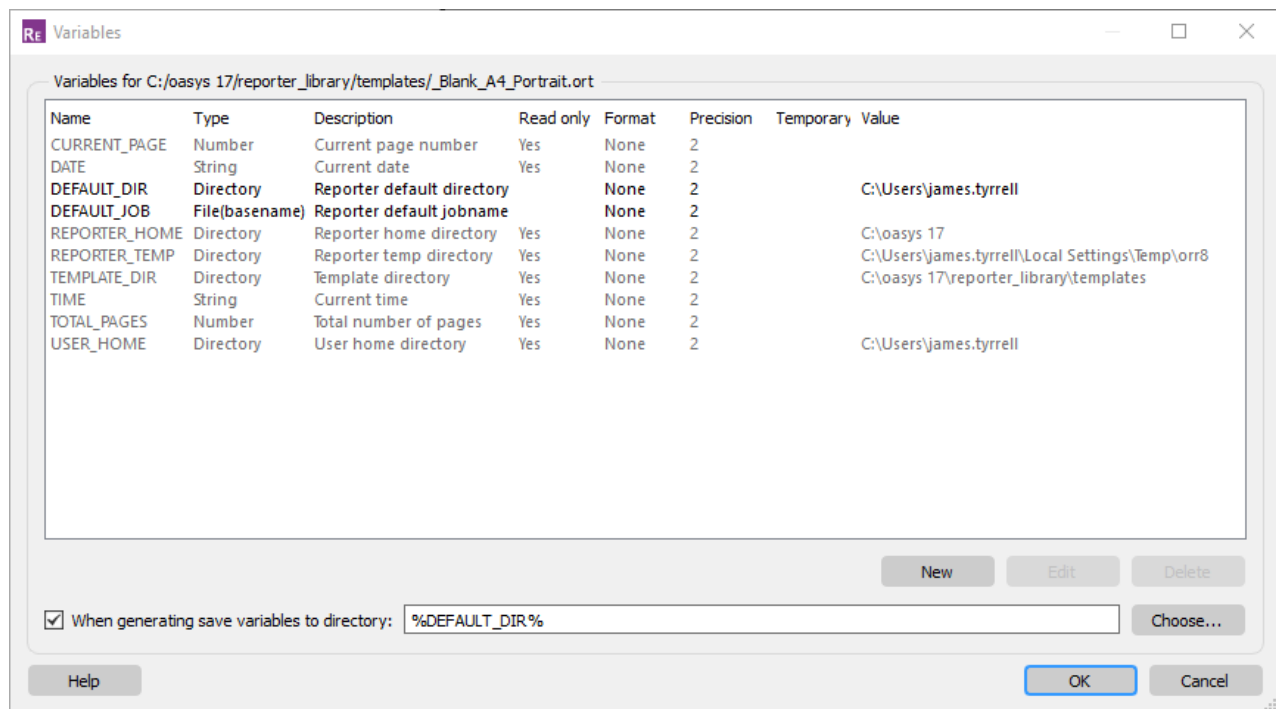 RE Variables
Variables for C:/oasys 17/reporter_library/templates/_Blank_A4_Portrait.ort
Name Type Description Read only Format Precision Temporary Value
CURRENT_PAGE Number Current page number Yes None 2
DATE String Current date Yes None 2
DEFAULT_DIR Directory Reporter default directory None 2 C:\Users\james.tyrrell
DEFAULT_JOB File(basename) Reporter default jobname None 2
REPORTER_HOME Directory Reporter home directory Yes None 2 C:\oasys 17
REPORTER_TEMP Directory Reporter temp directory Yes None 2 C:\Users\james.tyrrell\Local Settings\Temp\orr8
TEMPLATE_DIR Directory Template directory Yes None 2 C:\oasys 17\reporter_library\templates
TIME String Current time Yes None 2
TOTAL_PAGES Number Total number of pages Yes None 2
USER_HOME Directory User home directory Yes None 2 C:\Users\james.tyrrell
New Edit Delete
When generating save variables to directory: %DEFAULT_DIR% Choose...
Help OK Cancel